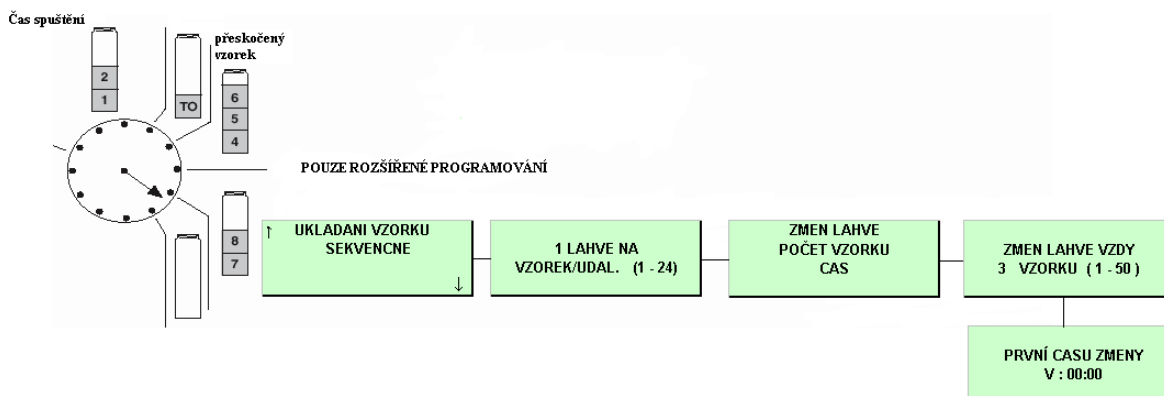 Čas spuštění
přeskočený
vzorek
2
1
TO
6
5
4
POUZE ROZŠÍŘENÉ PROGRAMOVÁNÍ
8
7
↑ UKLADANI VZORKU
SEKVENCNE
↓
1 LAHVE NA
VZOREK/UDAL. (1 - 24)
ZMEN LAHVE
POČET VZORKU
CAS
ZMEN LAHVE VZDY
3 VZORKU ( 1 - 50 )
PRVNÍ CASU ZMENY
V : 00:00